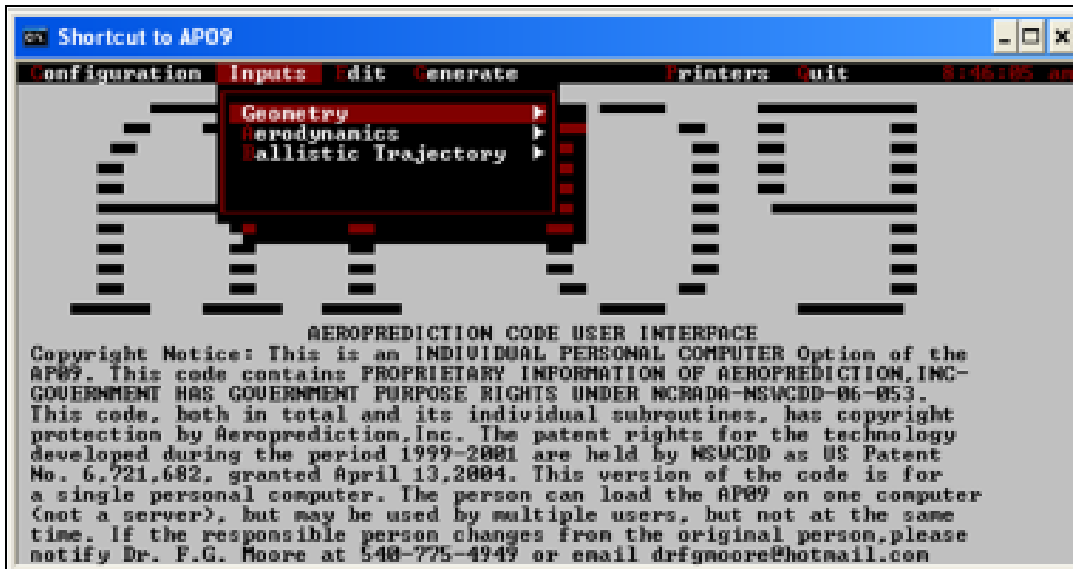 Shortcut to AP09
Configuration Inputs Edit Generate Printers Quit 8:46:05 am
Geometry
Aerodynamics
Ballistic Trajectory
AP09
AEROPREDICTION CODE USER INTERFACE
Copyright Notice: This is an INDIVIDUAL PERSONAL COMPUTER Option of the
AP09. This code contains PROPRIETARY INFORMATION OF AEROPREDICTION,INC-
GOVERNMENT HAS GOVERNMENT PURPOSE RIGHTS UNDER NCRADA-NSWCDD-06-053.
This code, both in total and its individual subroutines, has copyright
protection by Aeroprediction,Inc. The patent rights for the technology
developed during the period 1999-2001 are held by NSWCDD as US Patent
No. 6,721,682, granted April 13,2004. This version of the code is for
a single personal computer. The person can load the AP09 on one computer
(not a server), but may be used by multiple users, but not at the same
time. If the responsible person changes from the original person,please
notify Dr. F.G. Moore at 540-775-4949 or email drfgmoore@hotmail.com